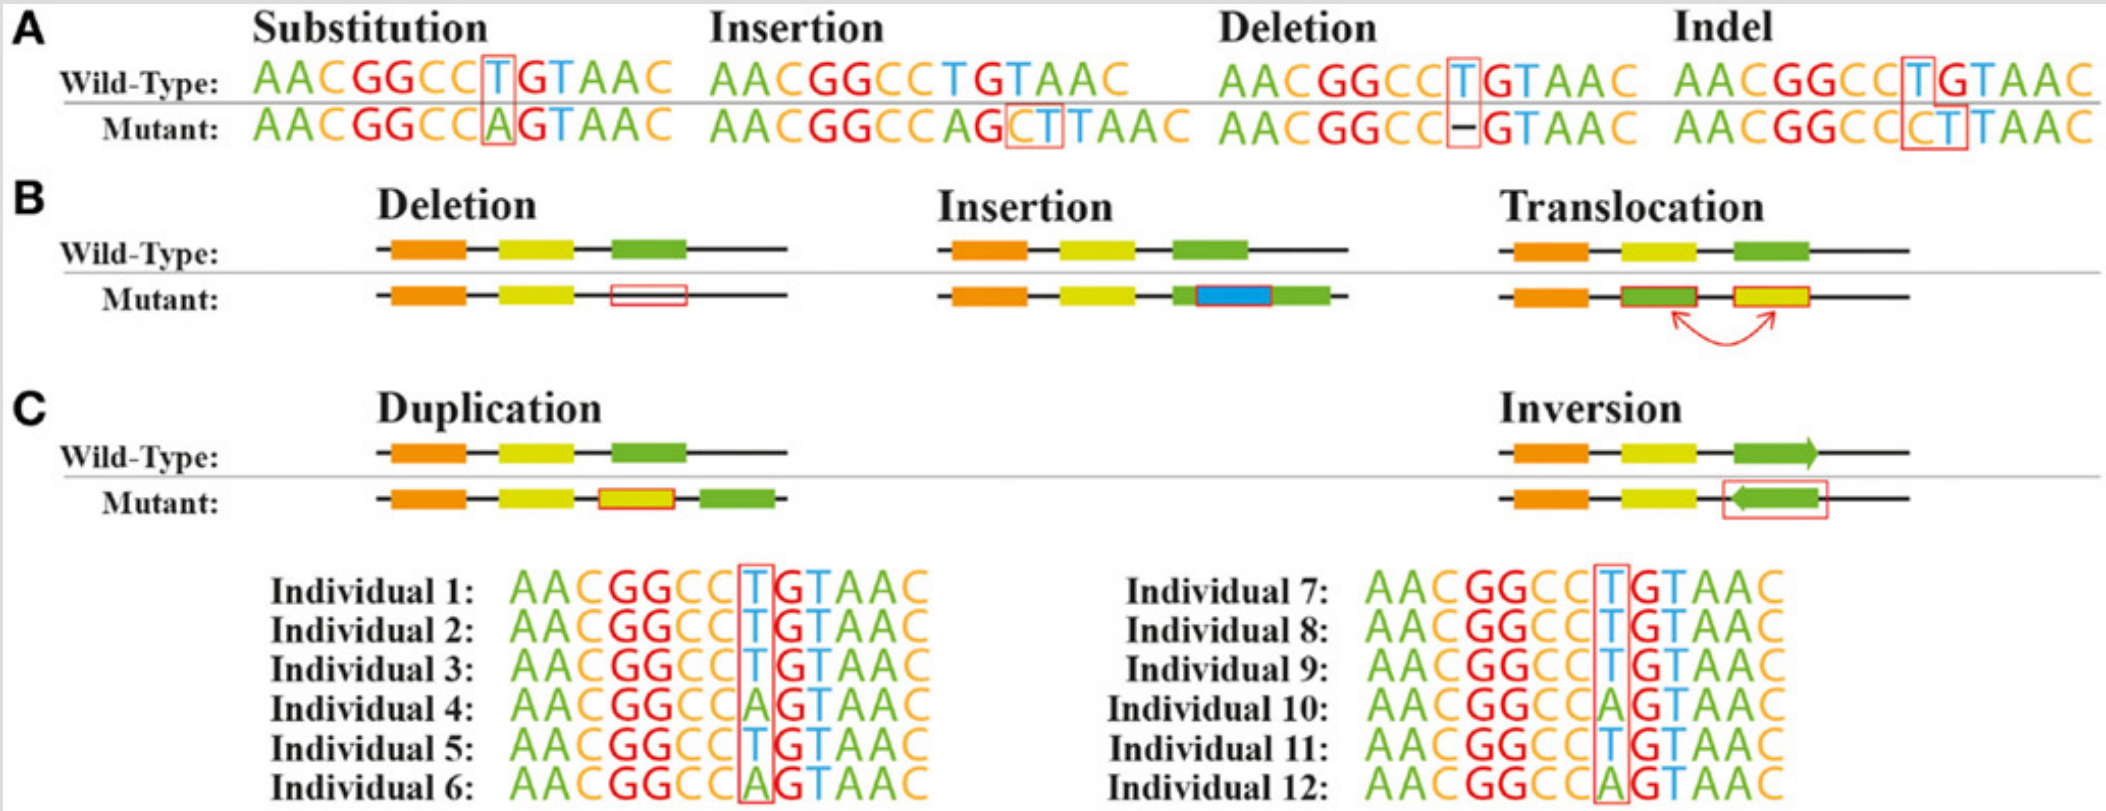 A
Substitution Insertion Deletion Indel
Wild-Type: AACGGCCTGTAAC AACGGCCTGTAAC AACGGCCTGTAAC AACGGCCTGTAAC
Mutant: AACGGCCAGTAAC AACGGCCAGCTTAAC AACGGCC–GTAAC AACGGCCCTTAAC
B
Deletion Insertion Translocation
Wild-Type:
Mutant:
C
Duplication Inversion
Wild-Type:
Mutant:
Individual 1: AACGGCCTGTAAC
Individual 2: AACGGCCTGTAAC
Individual 3: AACGGCCTGTAAC
Individual 4: AACGGCCAGTAAC
Individual 5: AACGGCCTGTAAC
Individual 6: AACGGCCAGTAAC
Individual 7: AACGGCCTGTAAC
Individual 8: AACGGCCTGTAAC
Individual 9: AACGGCCTGTAAC
Individual 10: AACGGCCAGTAAC
Individual 11: AACGGCCTGTAAC
Individual 12: AACGGCCAGTAAC